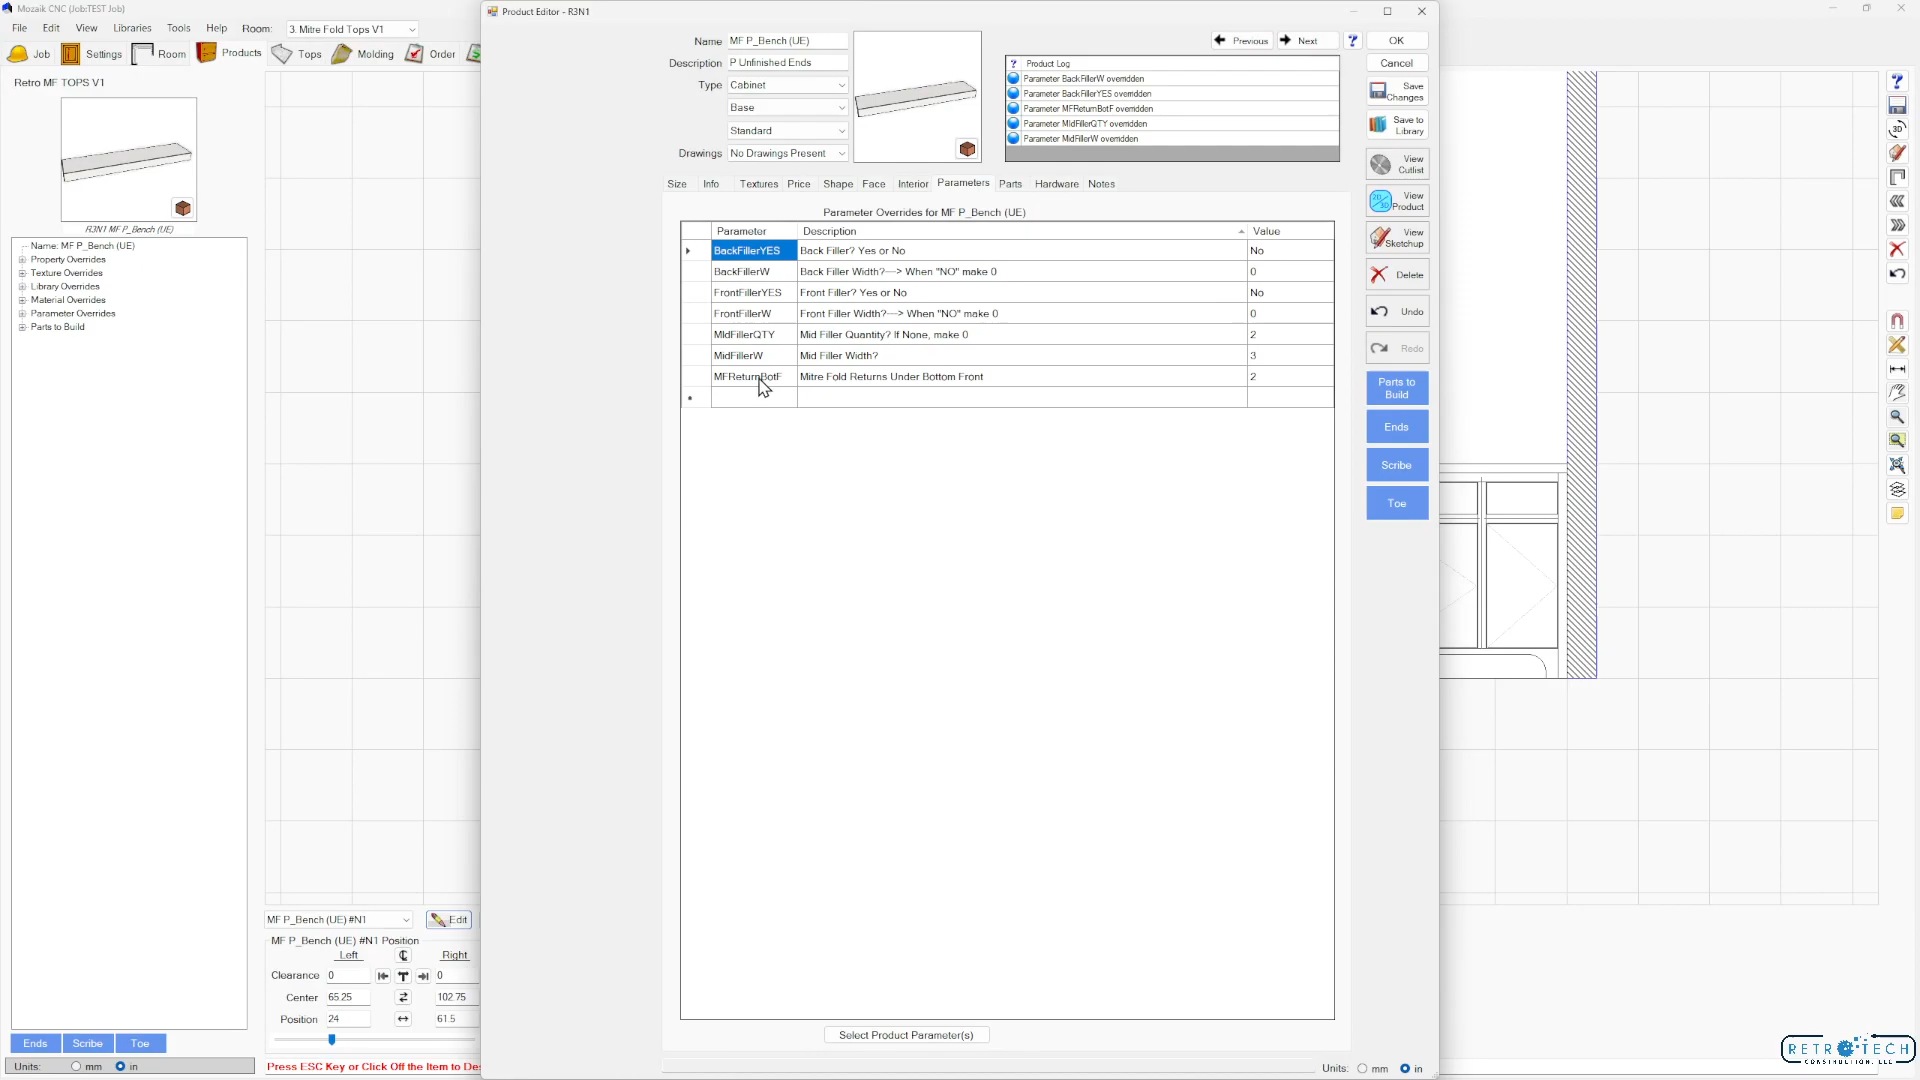 Mozaik CNC (Job:TEST Job)
File Edit View Libraries Tools Help Room: 3. Mitre Fold Tops V1
Job Settings Room Products Tops Molding Order
Retro MF TOPS V1
R3N1 MF P_Bench (UE)
Name: MF P_Bench (UE)
Property Overrides
Texture Overrides
Library Overrides
Material Overrides
Parameter Overrides
Parts to Build
Ends Scribe Toe
Units: mm in
MF P_Bench (UE) #N1 Edit
MF P_Bench (UE) #N1 Position
Left Right
Clearance 0 0
Center 65.25 102.75
Position 24 61.5
Press ESC Key or Click Off the Item to De
Product Editor - R3N1
Name MF P_Bench (UE)
Description P Unfinished Ends
Type Cabinet
Base
Standard
Drawings No Drawings Present
Previous Next ? OK
Cancel
? Product Log
Parameter BackFillerW overridden
Parameter BackFillerYES overridden
Parameter MFReturnBotF overridden
Parameter MIdFillerQTY overridden
Parameter MidFillerW overridden
Size Info Textures Price Shape Face Interior Parameters Parts Hardware Notes
Parameter Overrides for MF P_Bench (UE)
Parameter Description Value
BackFillerYES Back Filler? Yes or No No
BackFillerW Back Filler Width?---> When "NO" make 0 0
FrontFillerYES Front Filler? Yes or No No
FrontFillerW Front Filler Width?---> When "NO" make 0 0
MIdFillerQTY Mid Filler Quantity? If None, make 0 2
MidFillerW Mid Filler Width? 3
MFReturnBotF Mitre Fold Returns Under Bottom Front 2
Select Product Parameter(s)
Units: mm in
Save Changes
Save to Library
View Cutlist
2D/3D View Product
View Sketchup
Delete
Undo
Redo
Parts to Build
Ends
Scribe
Toe
?
3D
RETROTECH
CONSTRUCTION, LLC